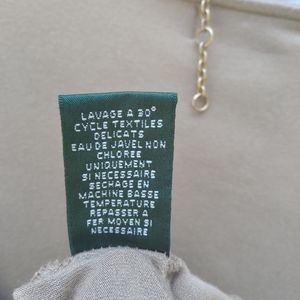 LAVAGE A 30°
CYCLE TEXTILES
DELICATS
EAU DE JAVEL NON
CHLOREE
UNIQUEMENT
SI NECESSAIRE
SECHAGE EN
MACHINE BASSE
TEMPERATURE
REPASSER A
FER MOYEN SI
NECESSAIRE